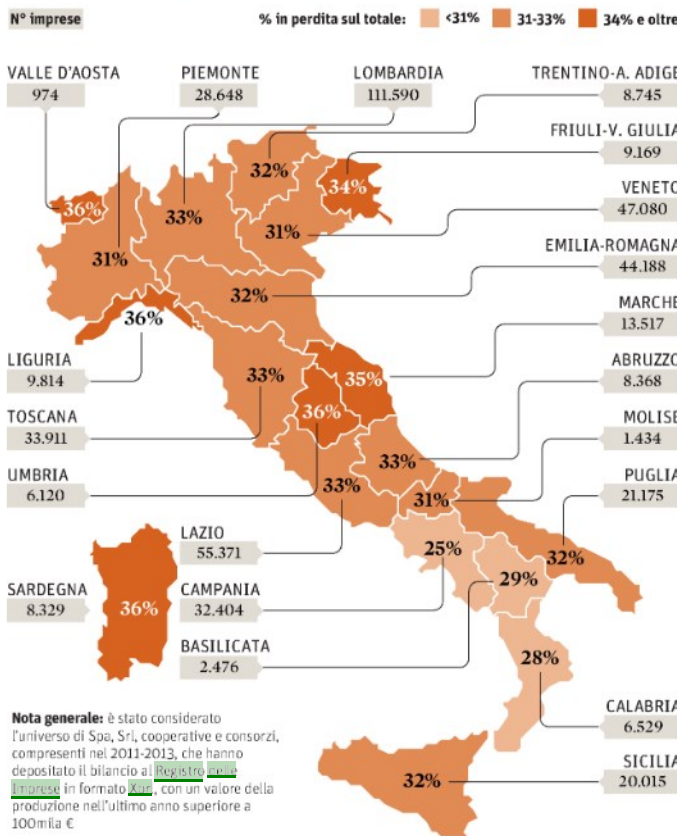 N° imprese
% in perdita sul totale: <31% 31-33% 34% e oltre
VALLE D'AOSTA
974
PIEMONTE
28.648
LOMBARDIA
111.590
TRENTINO-A. ADIGE
8.745
FRIULI-V. GIULIA
9.169
VENETO
47.080
EMILIA-ROMAGNA
44.188
MARCHE
13.517
ABRUZZO
8.368
MOLISE
1.434
PUGLIA
21.175
LIGURIA
9.814
TOSCANA
33.911
UMBRIA
6.120
LAZIO
55.371
SARDEGNA
8.329
CAMPANIA
32.404
BASILICATA
2.476
CALABRIA
6.529
SICILIA
20.015
32%
34%
36%
33%
31%
31%
32%
36%
33%
35%
36%
33%
33%
31%
25%
32%
29%
36%
28%
32%
Nota generale: è stato considerato
l'universo di Spa, Srl, cooperative e consorzi,
compresenti nel 2011-2013, che hanno
depositato il bilancio al Registro delle
Imprese in formato Xbrl, con un valore della
produzione nell'ultimo anno superiore a
100mila €